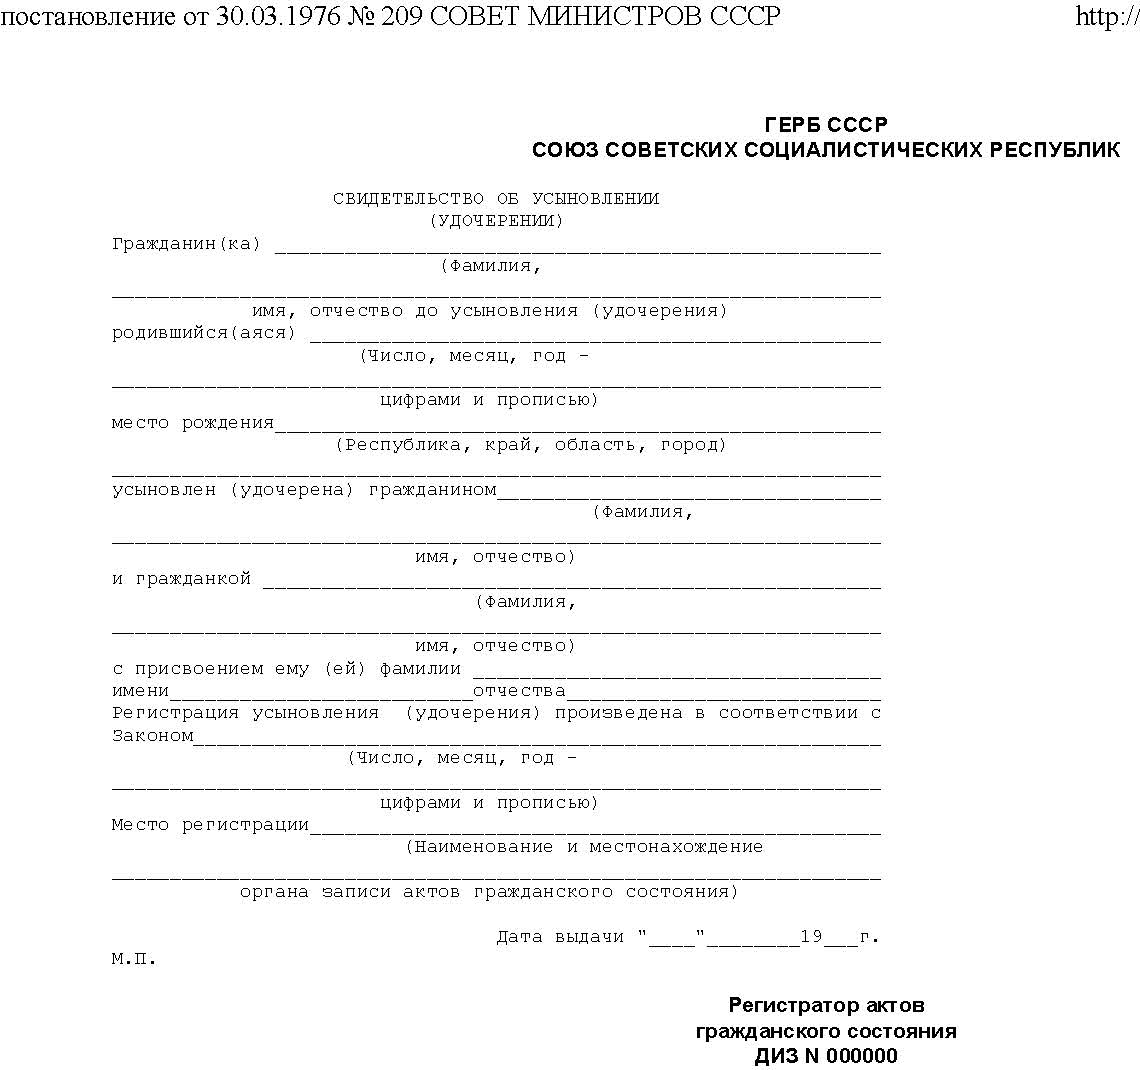 постановление от 30.03.1976 № 209 СОВЕТ МИНИСТРОВ СССР http://
ГЕРБ СССР
СОЮЗ СОВЕТСКИХ СОЦИАЛИСТИЧЕСКИХ РЕСПУБЛИК
СВИДЕТЕЛЬСТВО ОБ УСЫНОВЛЕНИИ
(УДОЧЕРЕНИИ)
Гражданин(ка) ____________________________________________________
(Фамилия,
__________________________________________________________________
имя, отчество до усыновления (удочерения)
родившийся(аяся) _________________________________________________
(Число, месяц, год -
__________________________________________________________________
цифрами и прописью)
место рождения____________________________________________________
(Республика, край, область, город)
__________________________________________________________________
усыновлен (удочерена) гражданином_________________________________
(Фамилия,
__________________________________________________________________
имя, отчество)
и гражданкой _____________________________________________________
(Фамилия,
__________________________________________________________________
имя, отчество)
с присвоением ему (ей) фамилии ___________________________________
имени__________________________отчества___________________________
Регистрация усыновления (удочерения) произведена в соответствии с
Законом___________________________________________________________
(Число, месяц, год -
__________________________________________________________________
цифрами и прописью)
Место регистрации_________________________________________________
(Наименование и местонахождение
__________________________________________________________________
органа записи актов гражданского состояния)
Дата выдачи "____"________19___г.
М.П.
Регистратор актов
гражданского состояния
ДИЗ N 000000